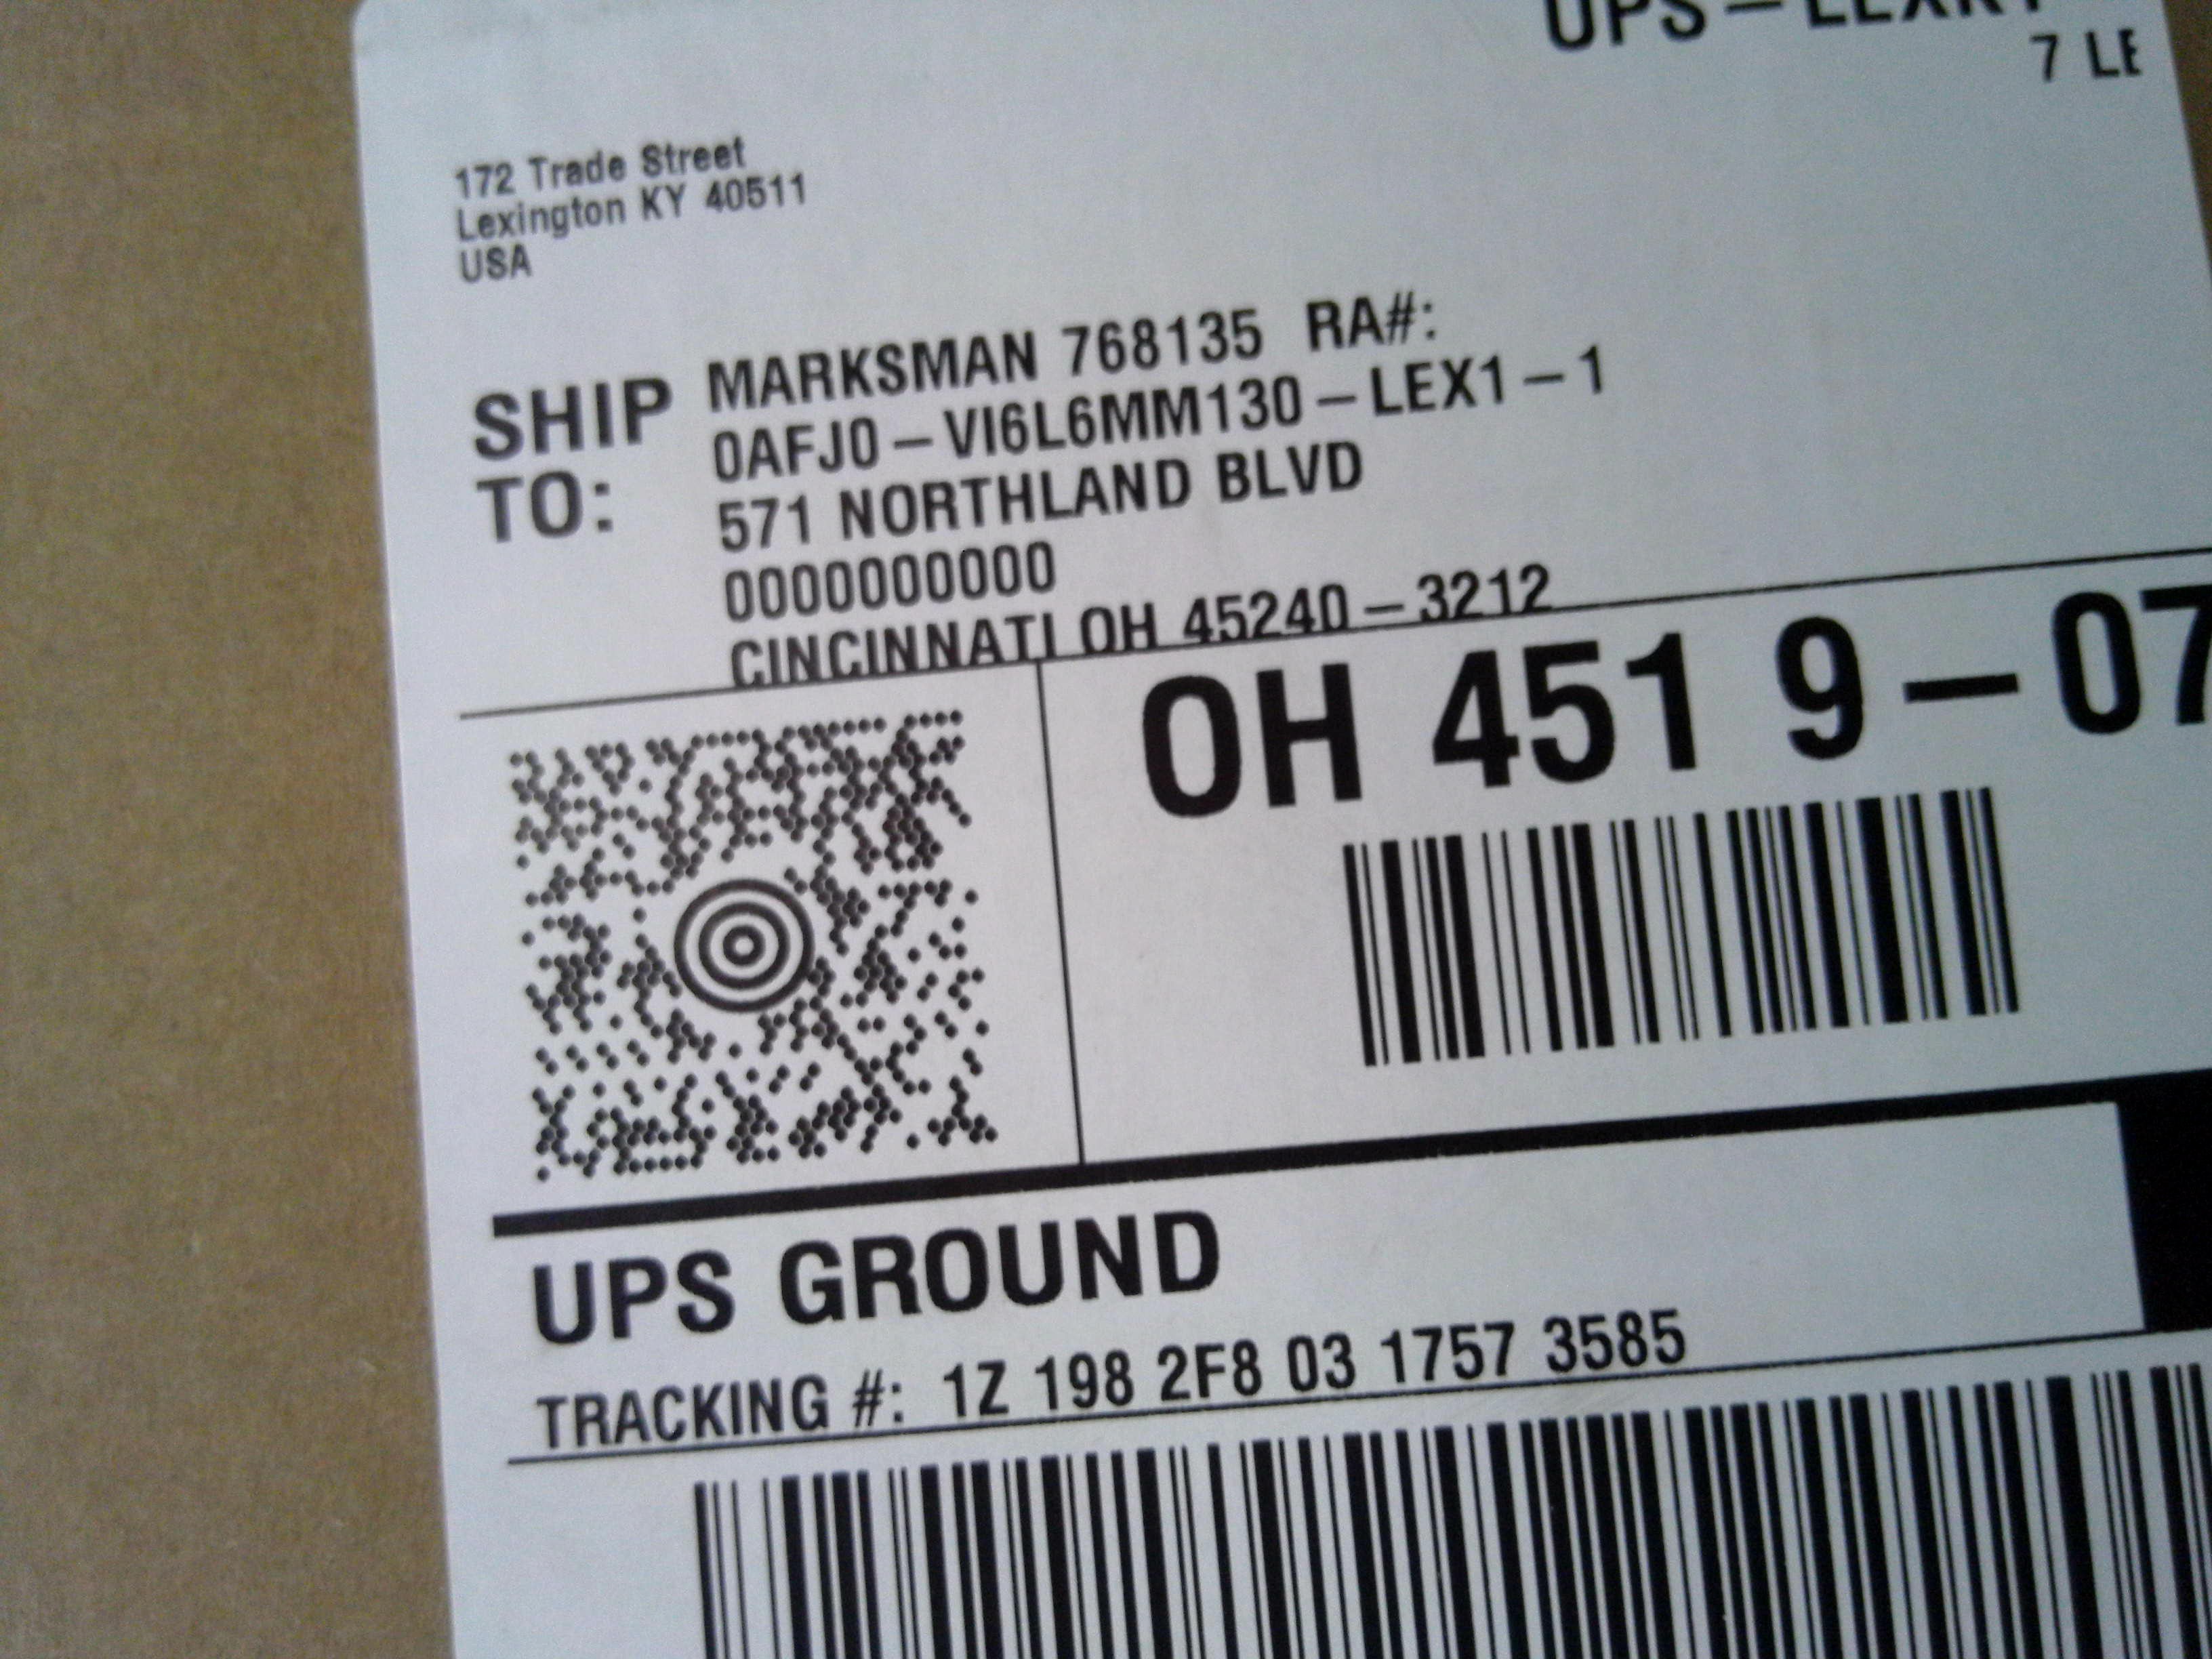 7
172 Trade Street
Lexington KY 40511
USA
SHIP TO:
MARKSMAN 768135 RA#:
0AFJ0-VI6L6MM130-LEX1-1
571 NORTHLAND BLVD
0000000000
CINCINNATI OH 45240-3212
OH 451 9-07
UPS GROUND
TRACKING #: 1Z 198 2F8 03 1757 3585